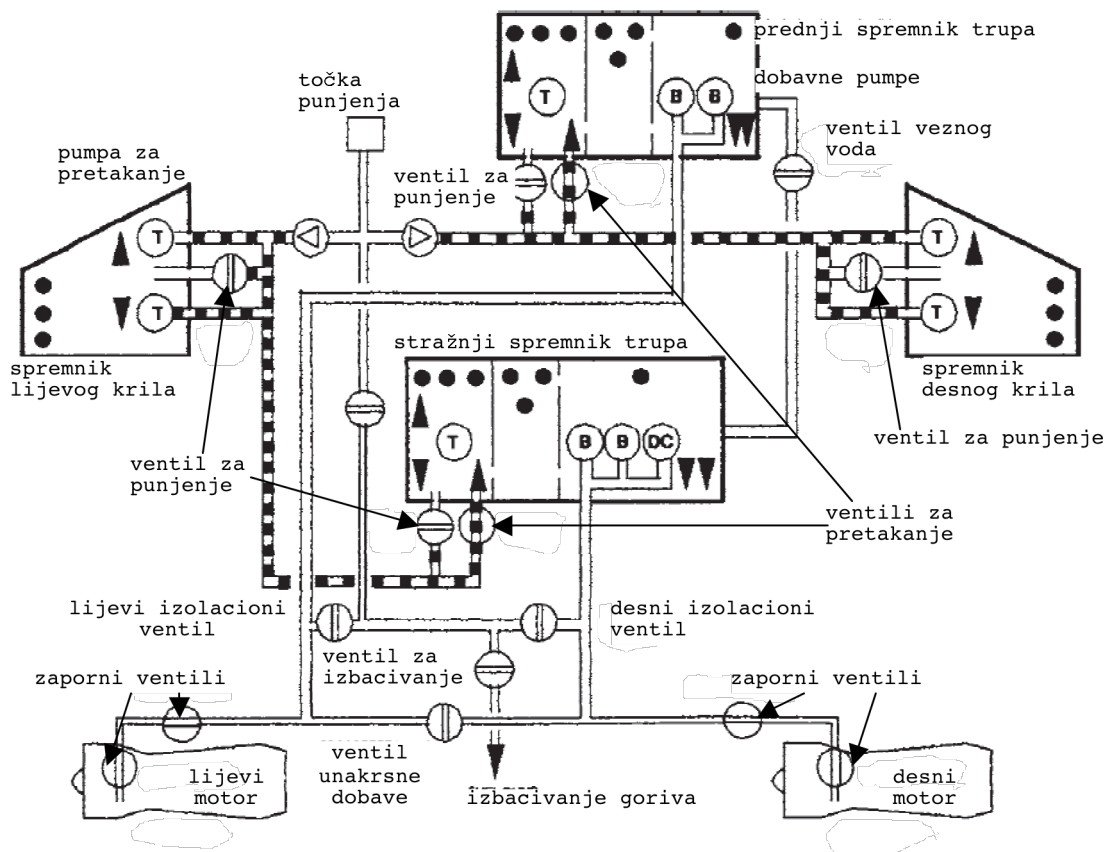 prednji spremnik trupa
T
B
B
dobavne pumpe
točka
punjenja
ventil veznog
voda
pumpa za
pretakanje
ventil za
punjenje
T
T
T
T
spremnik
lijevog krila
stražnji spremnik trupa
spremnik
desnog krila
T
B
B
DC
ventil za punjenje
ventil za
punjenje
ventili za
pretakanje
lijevi izolacioni
ventil
desni izolacioni
ventil
ventil za
izbacivanje
zaporni ventili
zaporni ventili
lijevi
motor
ventil
unakrsne
dobave
izbacivanje goriva
desni
motor